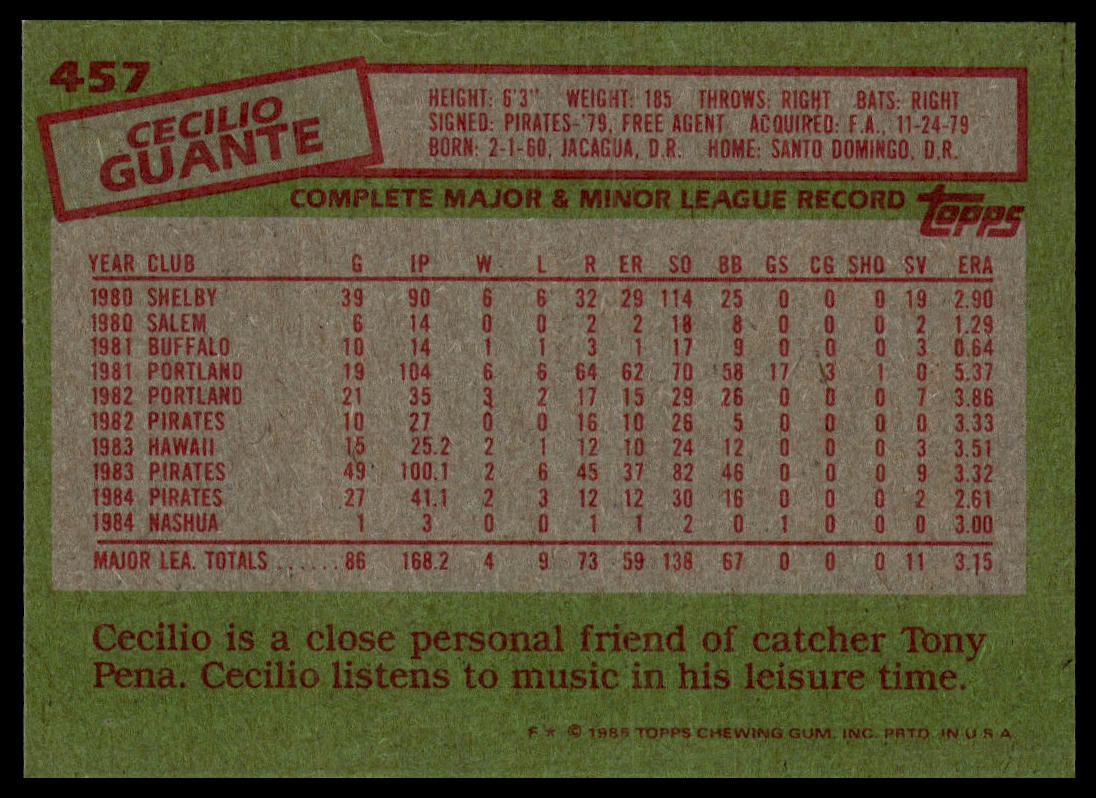 457
CECILIO
GUANTE
HEIGHT: 6'3" WEIGHT: 185 THROWS: RIGHT BATS: RIGHT
SIGNED: PIRATES-'79, FREE AGENT ACQUIRED: F.A., 11-24-79
BORN: 2-1-60, JACAGUA, D.R. HOME: SANTO DOMINGO, D.R.
COMPLETE MAJOR & MINOR LEAGUE RECORD topps
YEAR CLUB G IP W L R ER SO BB GS CG SHO SV ERA
1980 SHELBY 39 90 6 6 32 29 114 25 0 0 0 19 2.90
1980 SALEM 6 14 0 0 2 2 18 8 0 0 0 2 1.29
1981 BUFFALO 10 14 1 1 3 1 17 9 0 0 0 3 0.64
1981 PORTLAND 19 104 6 6 64 62 70 58 17 3 1 0 5.37
1982 PORTLAND 21 35 3 2 17 15 29 26 0 0 0 7 3.86
1982 PIRATES 10 27 0 0 16 10 26 5 0 0 0 0 3.33
1983 HAWAII 15 25.2 2 1 12 10 24 12 0 0 0 3 3.51
1983 PIRATES 49 100.1 2 6 45 37 82 46 0 0 0 9 3.32
1984 PIRATES 27 41.1 2 3 12 12 30 16 0 0 0 2 2.61
1984 NASHUA 1 3 0 0 1 1 2 0 1 0 0 0 3.00
MAJOR LEA. TOTALS ...... 86 168.2 4 9 73 59 138 67 0 0 0 11 3.15
Cecilio is a close personal friend of catcher Tony
Pena. Cecilio listens to music in his leisure time.
F * © 1985 TOPPS CHEWING GUM, INC. PRTD. IN U.S.A.